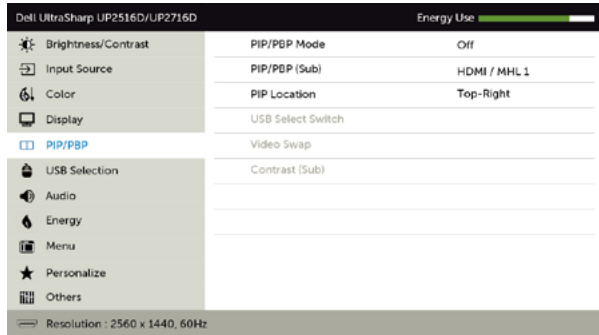 Dell UltraSharp UP2516D/UP2716D Energy Use
Brightness/Contrast PIP/PBP Mode Off
Input Source PIP/PBP (Sub) HDMI / MHL 1
Color PIP Location Top-Right
Display USB Select Switch
PIP/PBP Video Swap
USB Selection Contrast (Sub)
Audio
Energy
Menu
Personalize
Others
Resolution : 2560 x 1440, 60Hz